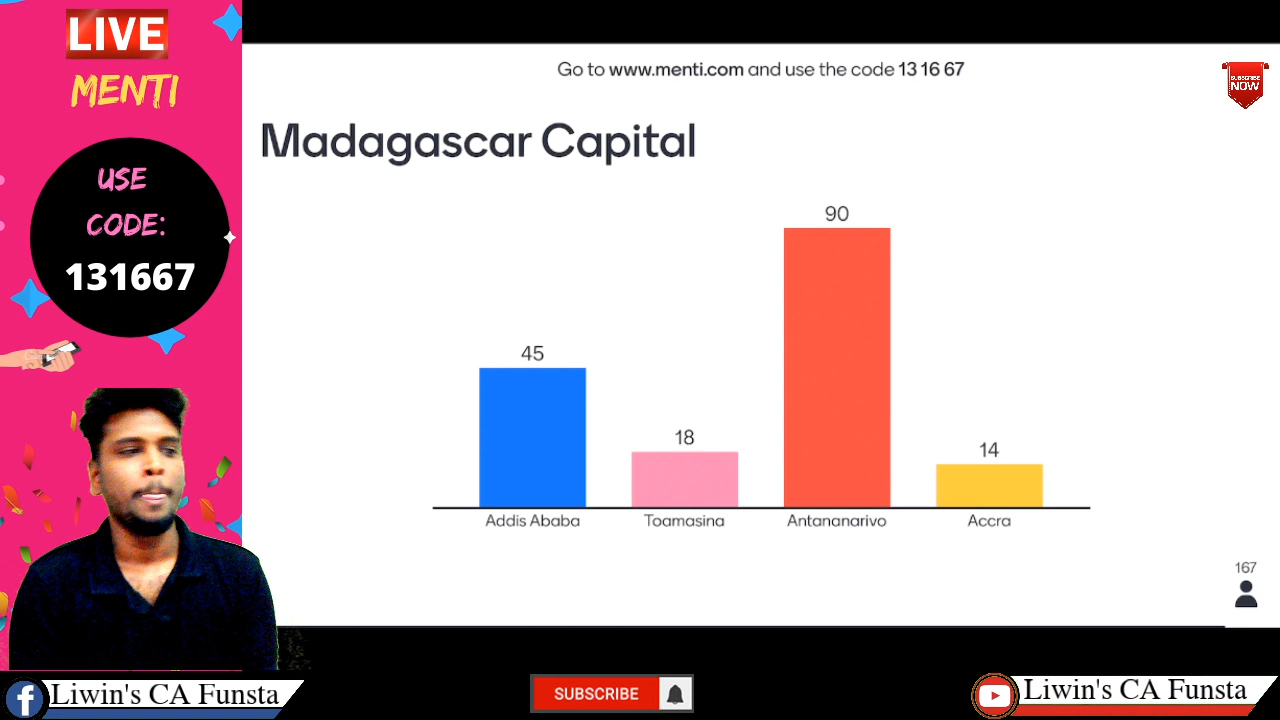 LIVE
MENTI
USE
CODE:
131667
Go to www.menti.com and use the code 13 16 67
SUBSCRIBE
NOW
Madagascar Capital
45
18
90
14
Addis Ababa
Toamasina
Antananarivo
Accra
167
Liwin's CA Funsta
SUBSCRIBE
Liwin's CA Funsta